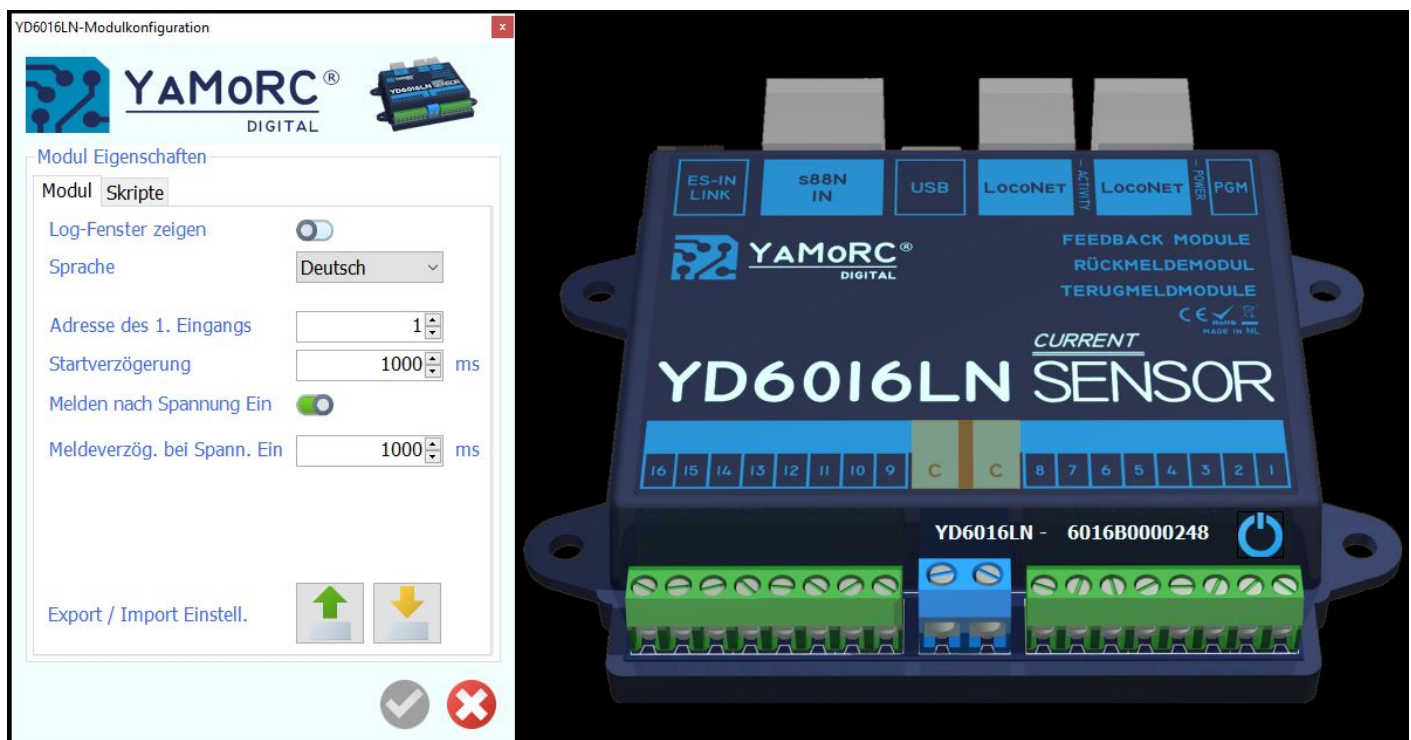 YD6016LN-Modulkonfiguration
x
YAMoRC®
DIGITAL
Modul Eigenschaften
Modul Skripte
Log-Fenster zeigen
Sprache Deutsch
Adresse des 1. Eingangs 1
Startverzögerung 1000 ms
Melden nach Spannung Ein
Meldeverzög. bei Spann. Ein 1000 ms
Export / Import Einstell.
ES-IN LINK
s88N IN
USB
LocoNET
- ACTIVITY
LocoNET
- POWER
PGM
YAMoRC®
DIGITAL
FEEDBACK MODULE
RÜCKMELDEMODUL
TERUGMELDMODULE
CE RoHS
MADE IN NL
CURRENT
YD6016LN SENSOR
16 15 14 13 12 11 10 9 C C 8 7 6 5 4 3 2 1
YD6016LN - 6016B0000248